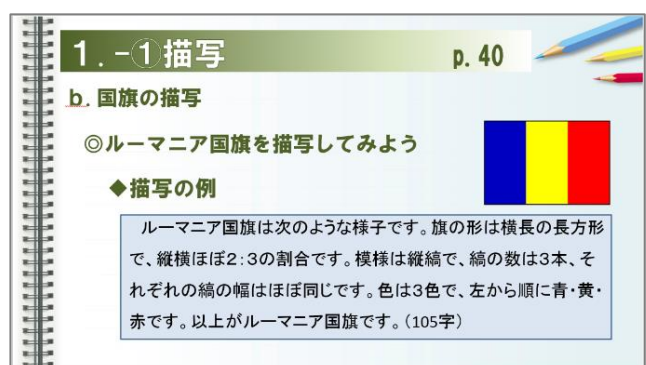 1.-①描写 p.40
b.国旗の描写
◎ルーマニア国旗を描写してみよう
◆描写の例
ルーマニア国旗は次のような様子です。旗の形は横長の長方形
で、縦横ほぼ2:3の割合です。模様は縦縞で、縞の数は3本、そ
れぞれの縞の幅はほぼ同じです。色は3色で、左から順に青・黄・
赤です。以上がルーマニア国旗です。(105字)